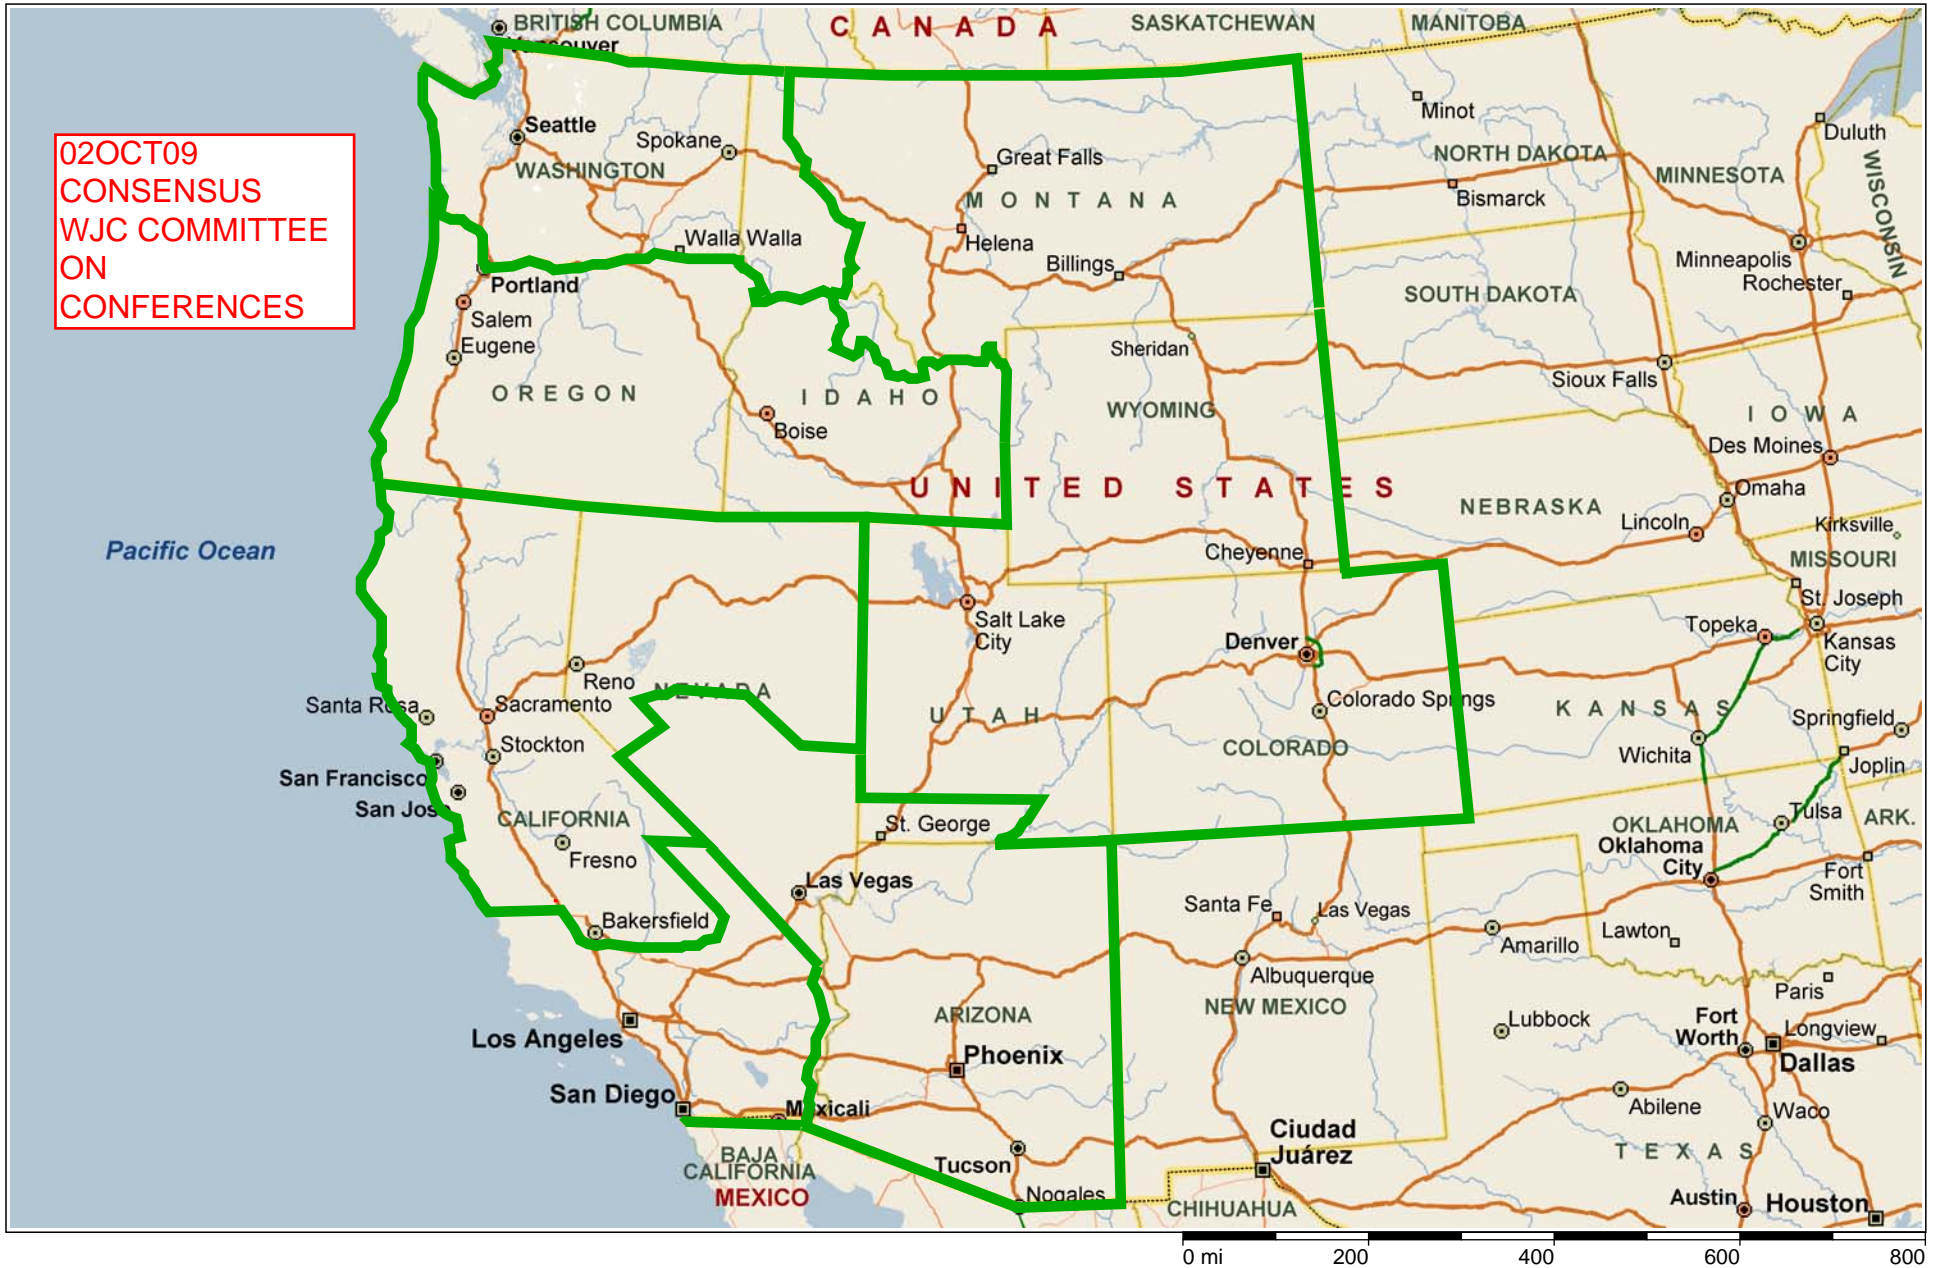 BRITISH COLUMBIA
CANADA
SASKATCHEWAN
MANITOBA
Vancouver
Minot
Duluth
Seattle
Spokane
02OCT09
CONSENSUS
WJC COMMITTEE
ON
CONFERENCES
WASHINGTON
Great Falls
NORTH DAKOTA
MINNESOTA
WISCONSIN
MONTANA
Bismarck
Walla Walla
Helena
Billings
Minneapolis
Rochester
Portland
SOUTH DAKOTA
Salem
Eugene
Sheridan
Sioux Falls
OREGON
IDAHO
WYOMING
IOWA
Boise
Des Moines
UNITED STATES
Omaha
NEBRASKA
Lincoln
Kirksville
Pacific Ocean
Cheyenne
MISSOURI
St. Joseph
Salt Lake
City
Denver
Topeka
Kansas
City
Reno
NEVADA
Santa Rosa
Sacramento
Colorado Springs
KANSAS
UTAH
Springfield
Stockton
COLORADO
Wichita
Joplin
San Francisco
San Jose
CALIFORNIA
St. George
Tulsa
ARK.
OKLAHOMA
Oklahoma
City
Fresno
Fort
Smith
Las Vegas
Santa Fe
Las Vegas
Bakersfield
Lawton
Amarillo
Albuquerque
Paris
NEW MEXICO
ARIZONA
Lubbock
Fort
Worth
Longview
Los Angeles
Phoenix
Dallas
San Diego
Mexicali
Abilene
Waco
Ciudad
Juárez
BAJA
CALIFORNIA
MEXICO
Tucson
TEXAS
Nogales
CHIHUAHUA
Austin
Houston
0 mi 200 400 600 800